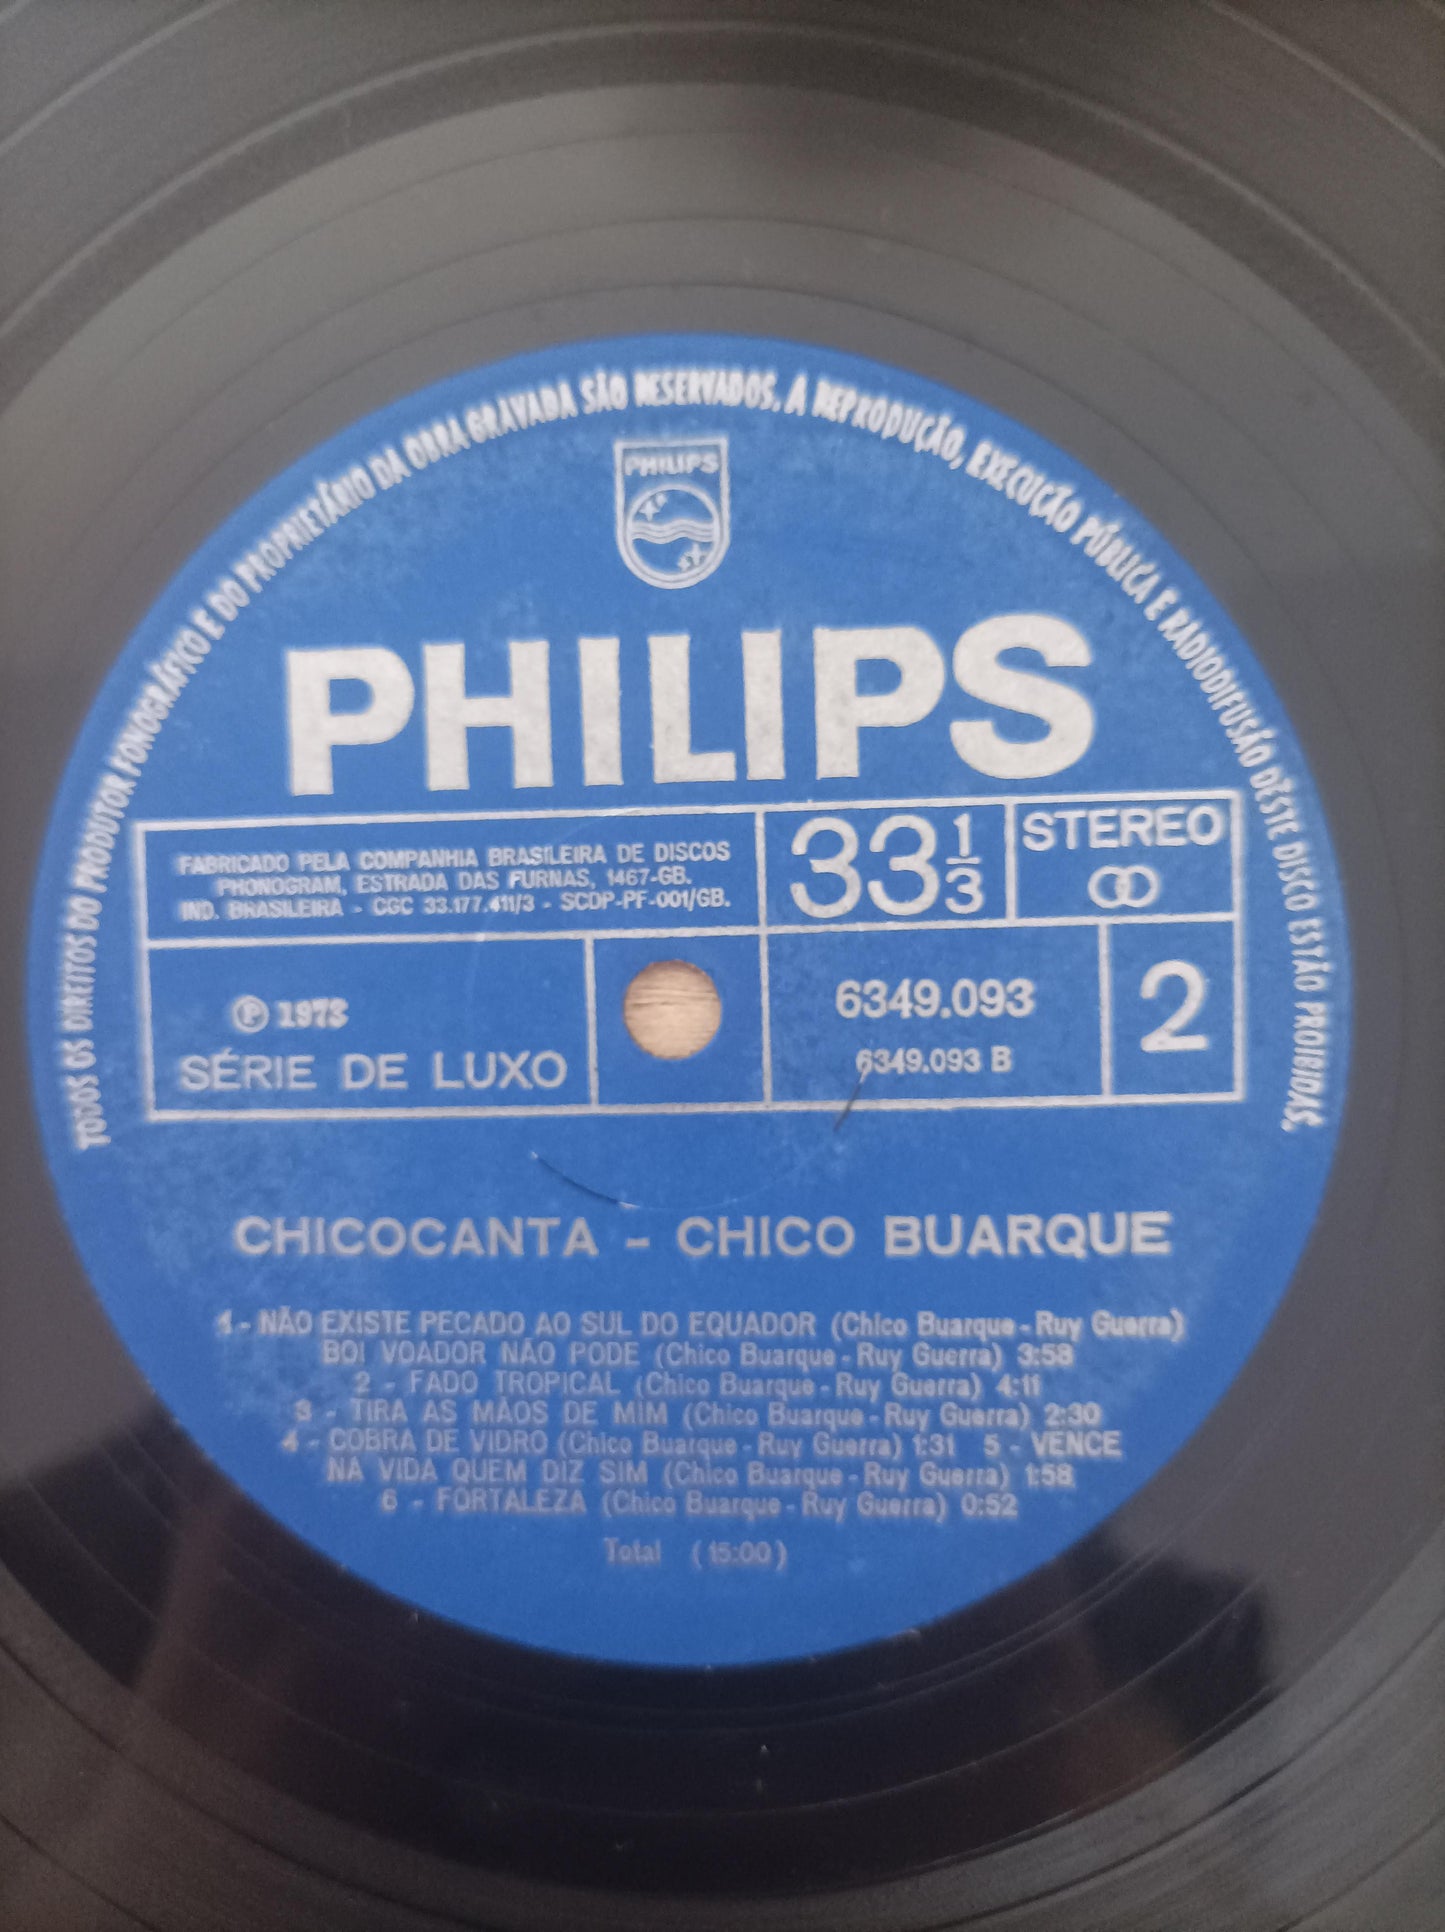 TODOS OS DIREITOS DO PRODUTOR FONOGRÁFICO E DO PROPRIETÁRIO DA OBRA GRAVADA SÃO RESERVADOS. A REPRODUÇÃO, EXECUÇÃO PÚBLICA E RADIODIFUSÃO DÊSTE DISCO ESTÃO PROIBIDAS.
PHILIPS
PHILIPS
FABRICADO PELA COMPANHIA BRASILEIRA DE DISCOS
PHONOGRAM, ESTRADA DAS FURNAS, 1467-GB.
IND. BRASILEIRA - CGC 33.177.411/3 - SCDP-PF-001/GB.
33 1/3
STEREO
℗ 1973
SÉRIE DE LUXO
6349.093
6349.093 B
2
CHICOCANTA - CHICO BUARQUE
1 - NÃO EXISTE PECADO AO SUL DO EQUADOR (Chico Buarque - Ruy Guerra)
BOI VOADOR NÃO PODE (Chico Buarque - Ruy Guerra) 3:58
2 - FADO TROPICAL (Chico Buarque - Ruy Guerra) 4:11
3 - TIRA AS MÃOS DE MIM (Chico Buarque - Ruy Guerra) 2:30
4 - COBRA DE VIDRO (Chico Buarque - Ruy Guerra) 1:31 5 - VENCE
NA VIDA QUEM DIZ SIM (Chico Buarque - Ruy Guerra) 1:58
6 - FORTALEZA (Chico Buarque - Ruy Guerra) 0:52
Total (15:00)